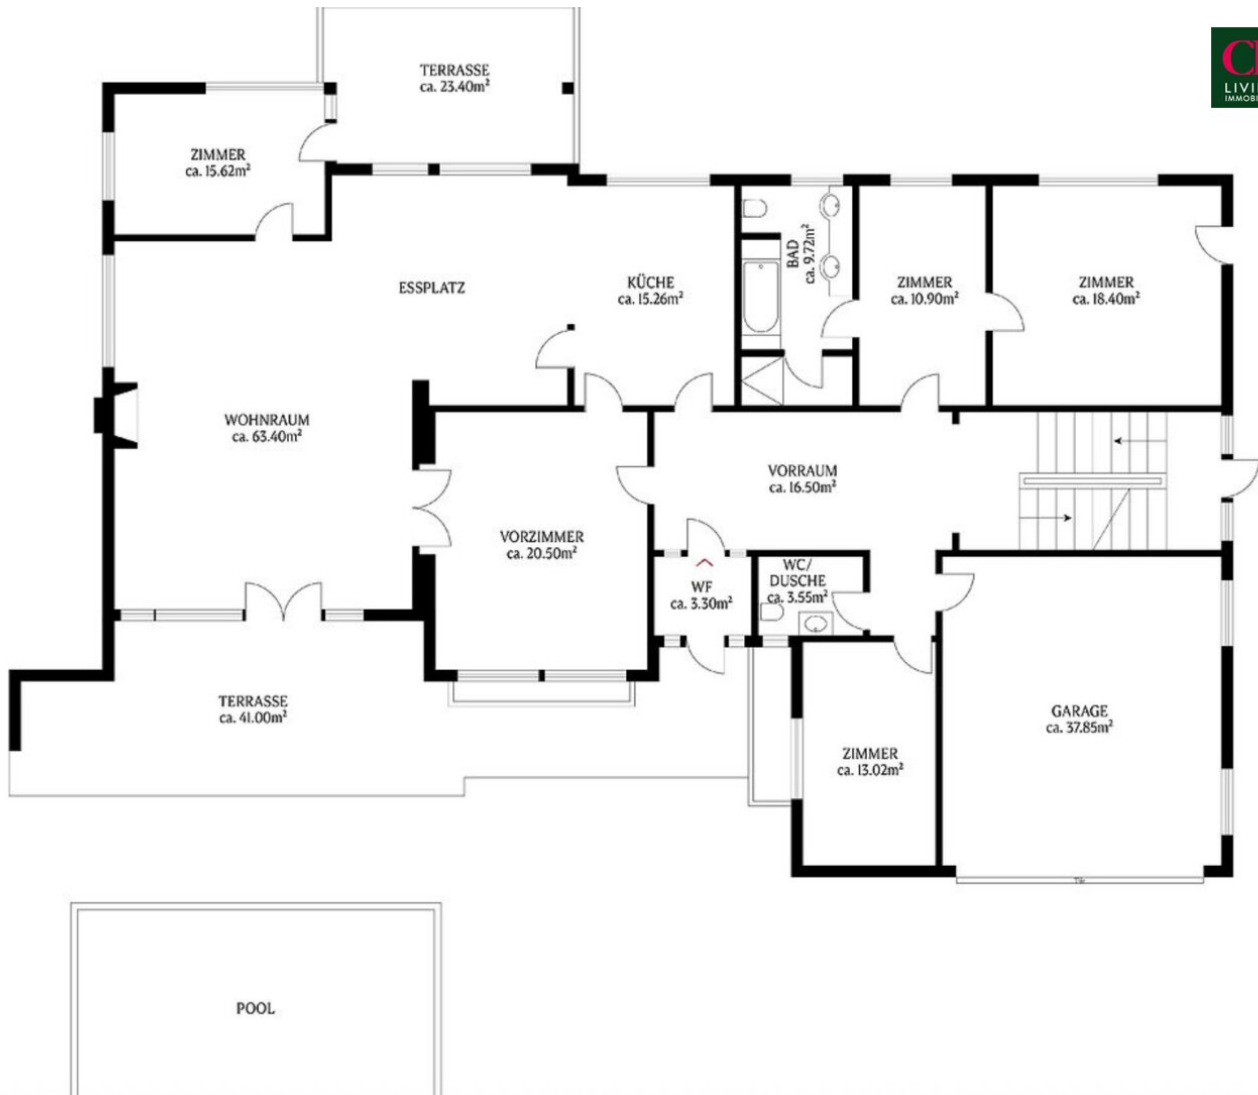 TERRASSE
ca. 23.40m²
LIVI
IMMOBI
ZIMMER
ca. 15.62m²
ESSPLATZ
KÜCHE
ca. 15.26m²
BAD
ca. 9.72m²
ZIMMER
ca. 10.90m²
ZIMMER
ca. 18.40m²
WOHNRAUM
ca. 63.40m²
VORRAUM
ca. 16.50m²
VORZIMMER
ca. 20.50m²
WF
ca. 3.30m²
WC/
DUSCHE
ca. 3.55m²
TERRASSE
ca. 41.00m²
ZIMMER
ca. 13.02m²
GARAGE
ca. 37.85m²
POOL